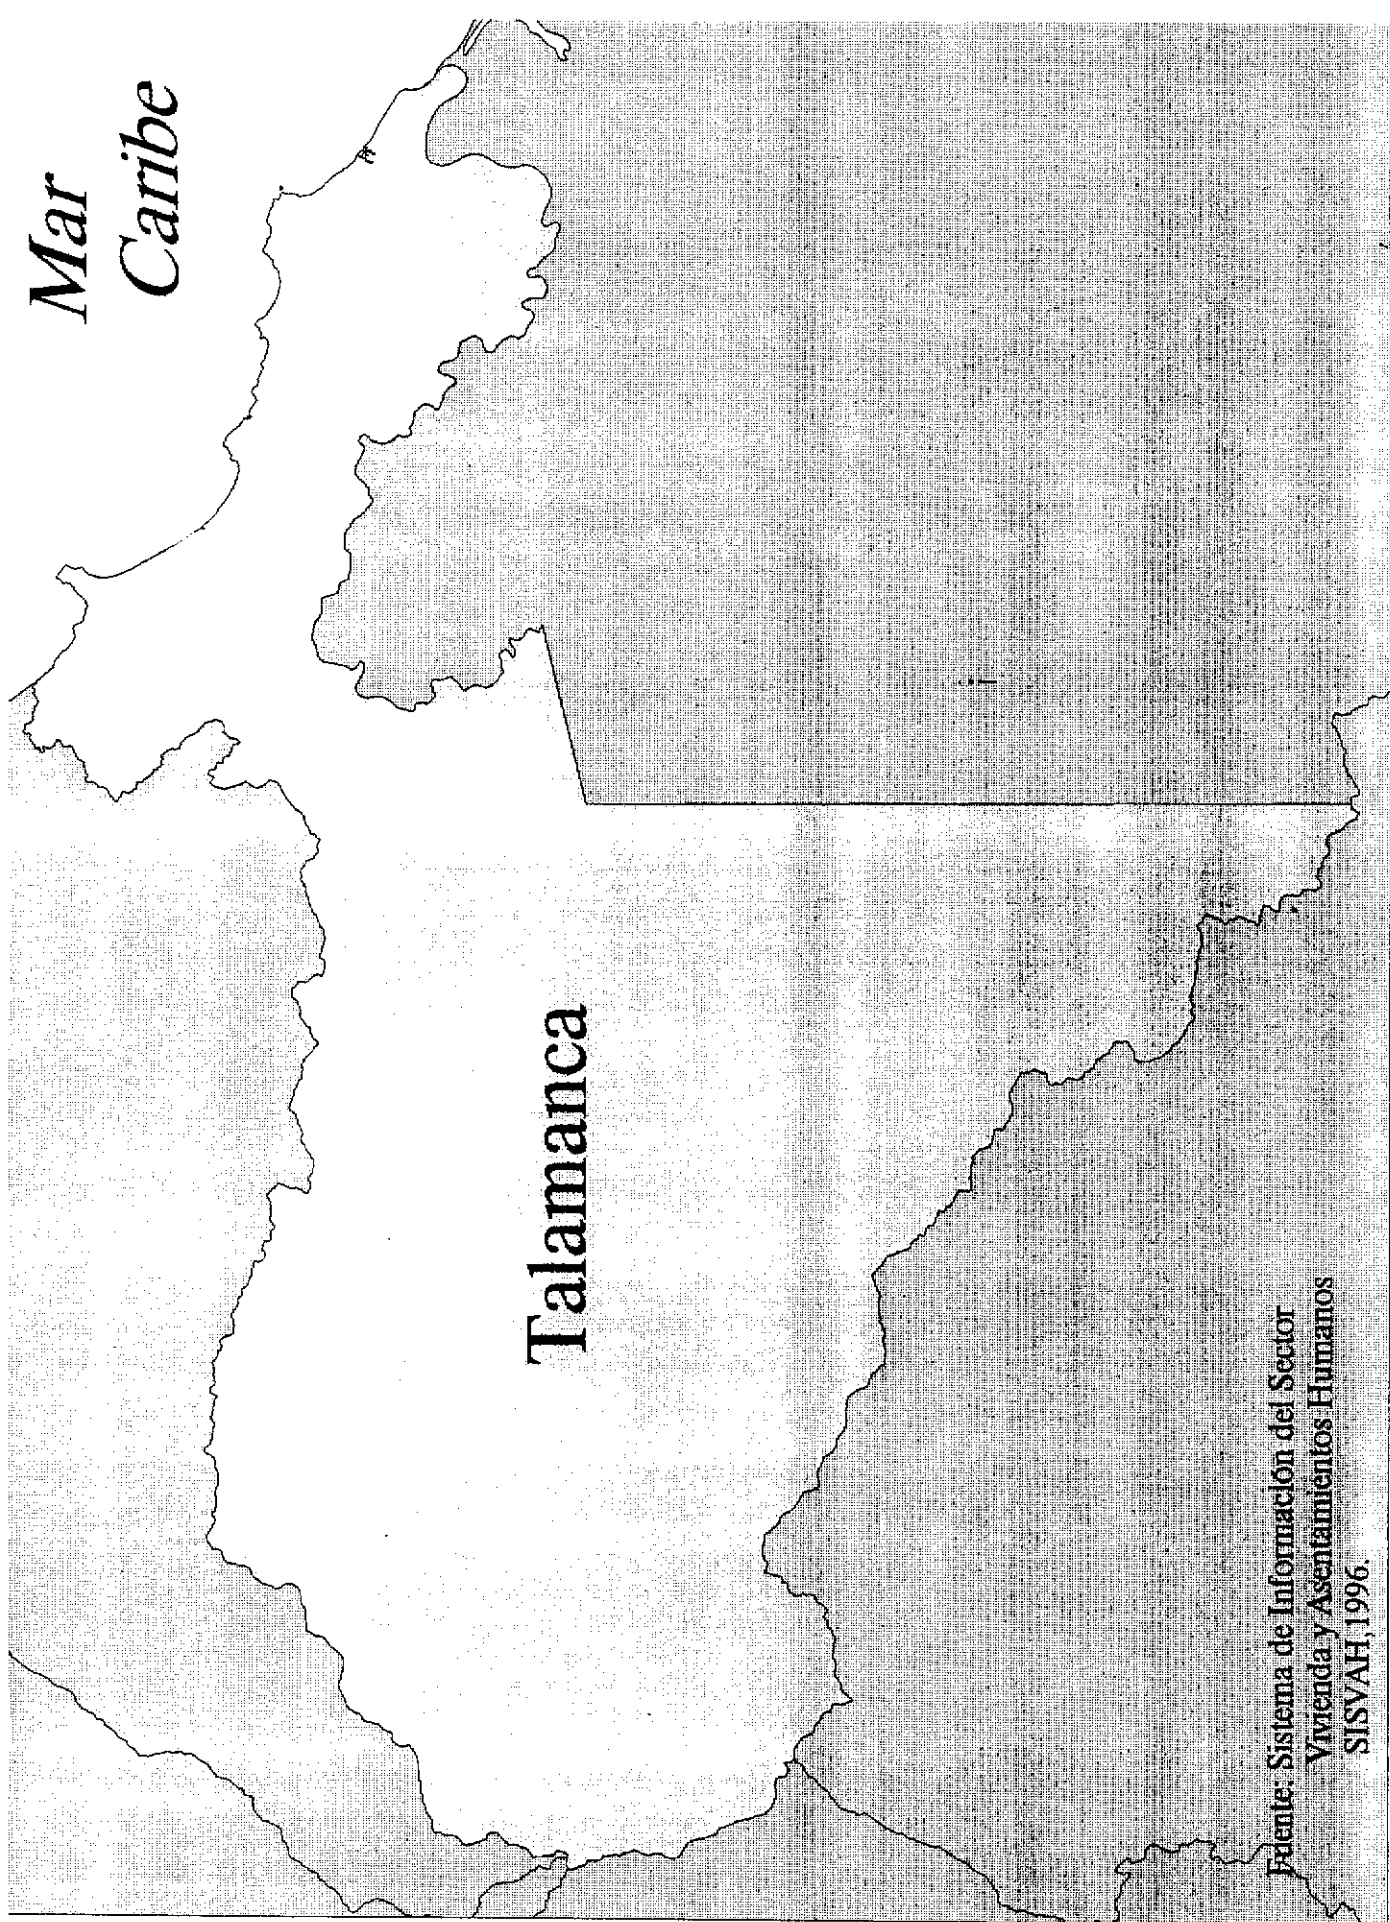 Mar
Caribe
Talamanca
Fuente: Sistema de Información del Sector
Vivienda y Asentamientos Humanos
SISVAH,1996.